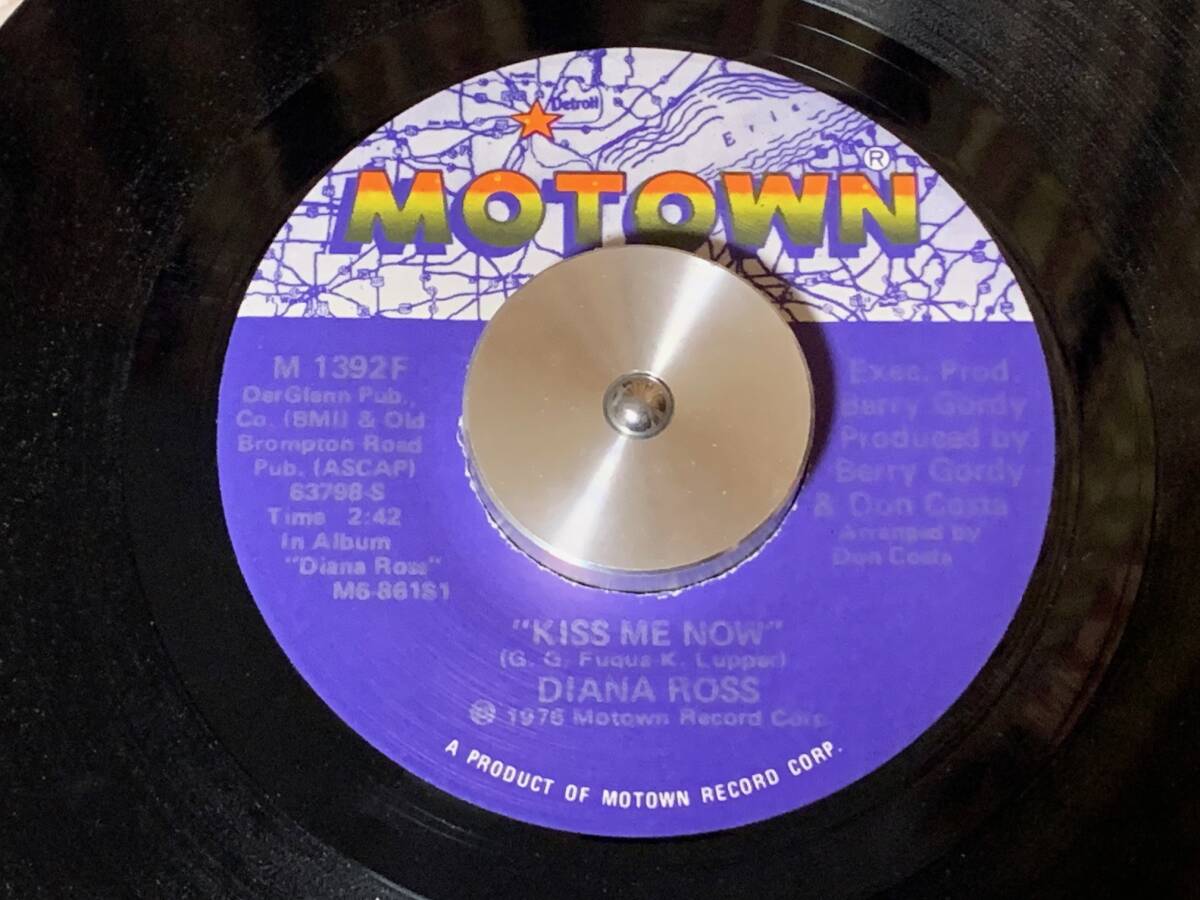 Detroit
Erie
MOTOWN®
M 1392F
DerGlenn Pub.,
Co. (BMI) & Old
Brompton Road
Pub. (ASCAP)
63798-S
Time 2:42
In Album
"Diana Ross"
M6-861S1
Exec. Prod.
Berry Gordy
Produced by
Berry Gordy
& Don Costa
Arranged by
Don Costa
"KISS ME NOW"
(G. G. Fuqua-K. Lupper)
DIANA ROSS
℗ 1976 Motown Record Corp.
A PRODUCT OF MOTOWN RECORD CORP.